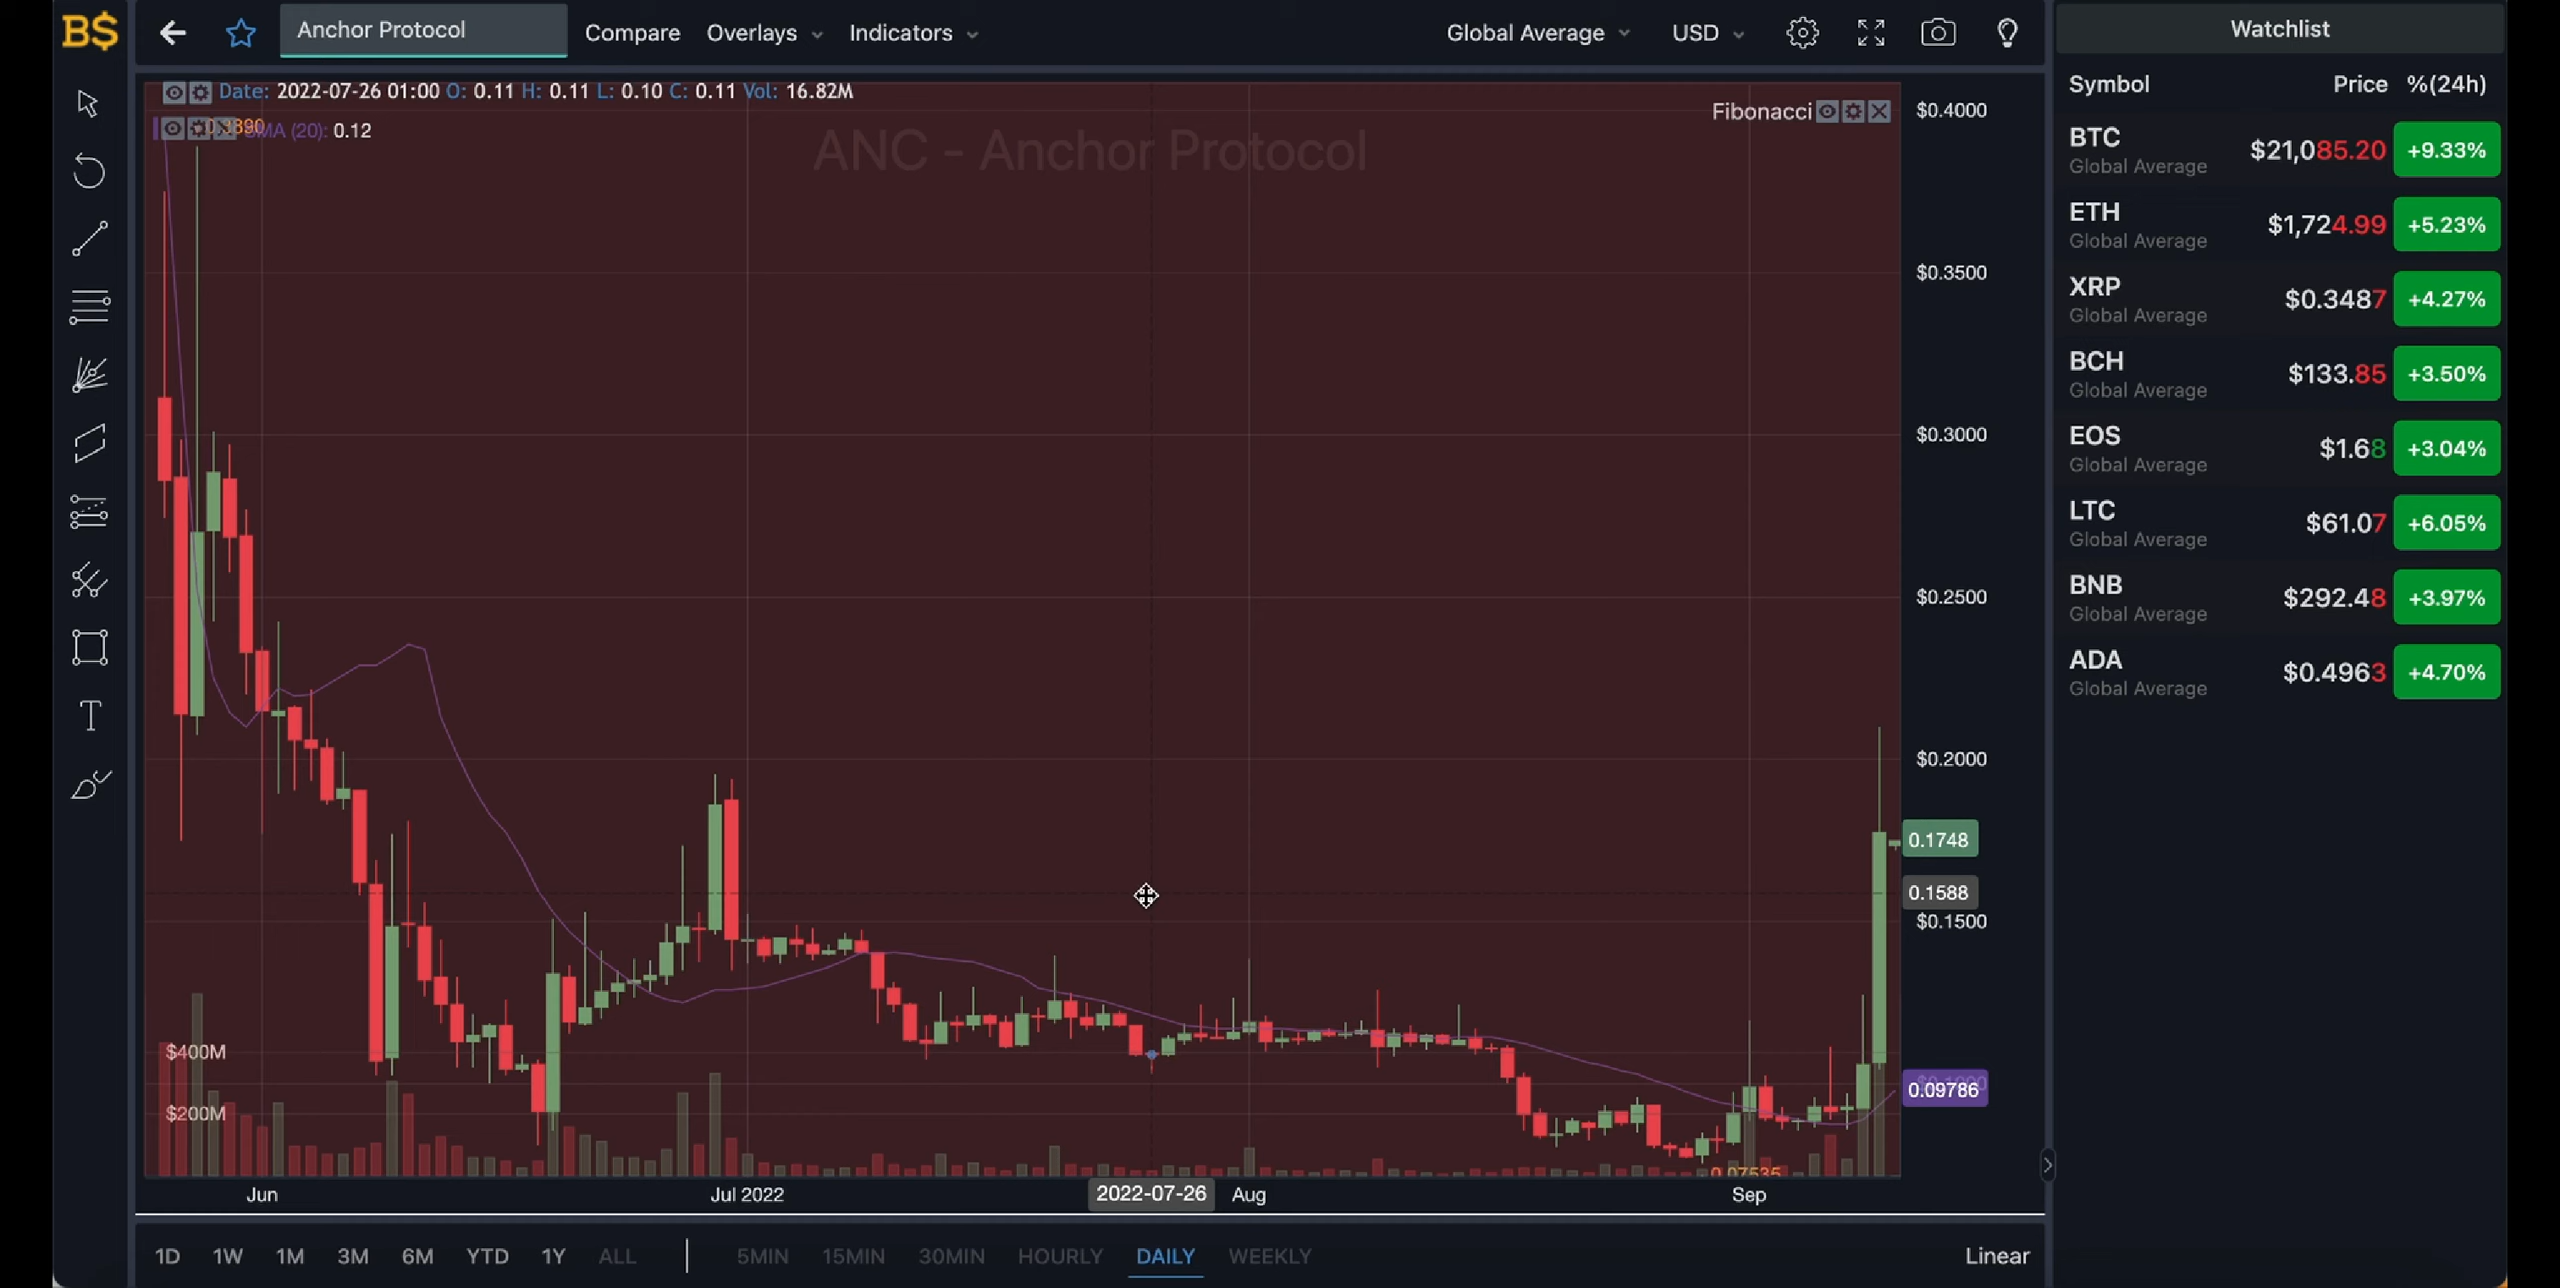 B$
Anchor Protocol
Compare Overlays Indicators
Global Average USD
Date: 2022-07-26 01:00 O: 0.11 H: 0.11 L: 0.10 C: 0.11 Vol: 16.82M
0.3890 SMA (20): 0.12
ANC - Anchor Protocol
Fibonacci
$0.4000
$0.3500
$0.3000
$0.2500
$0.2000
0.1748
0.1588
$0.1500
0.09786
$400M
$200M
0.07535
Jun Jul 2022 2022-07-26 Aug Sep
1D 1W 1M 3M 6M YTD 1Y ALL 5MIN 15MIN 30MIN HOURLY DAILY WEEKLY Linear
Watchlist
Symbol Price %(24h)
BTC $21,085.20 +9.33%
Global Average
ETH $1,724.99 +5.23%
Global Average
XRP $0.3487 +4.27%
Global Average
BCH $133.85 +3.50%
Global Average
EOS $1.68 +3.04%
Global Average
LTC $61.07 +6.05%
Global Average
BNB $292.48 +3.97%
Global Average
ADA $0.4963 +4.70%
Global Average